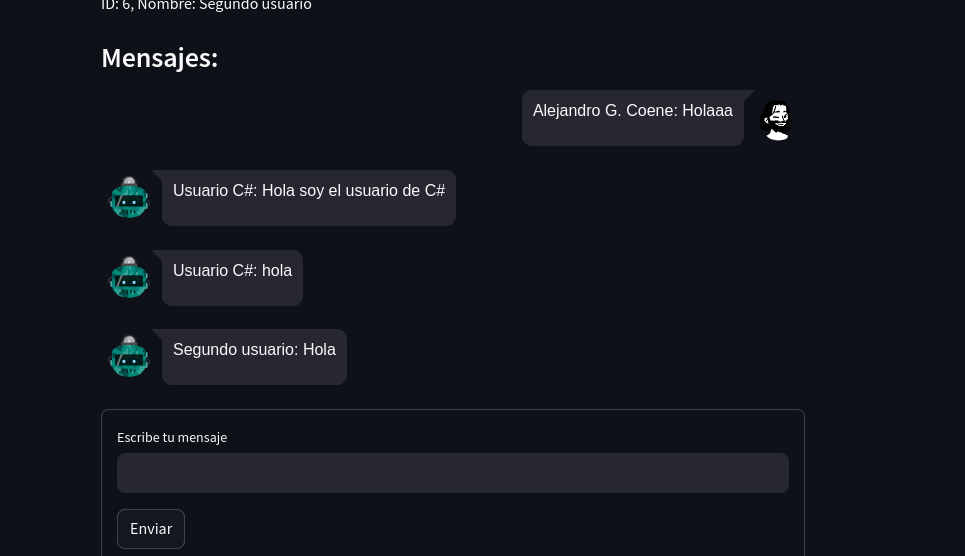 ID: 6, Nombre: Segundo usuario
Mensajes:
Alejandro G. Coene: Holaaa
Usuario C#: Hola soy el usuario de C#
Usuario C#: hola
Segundo usuario: Hola
Escribe tu mensaje
Enviar